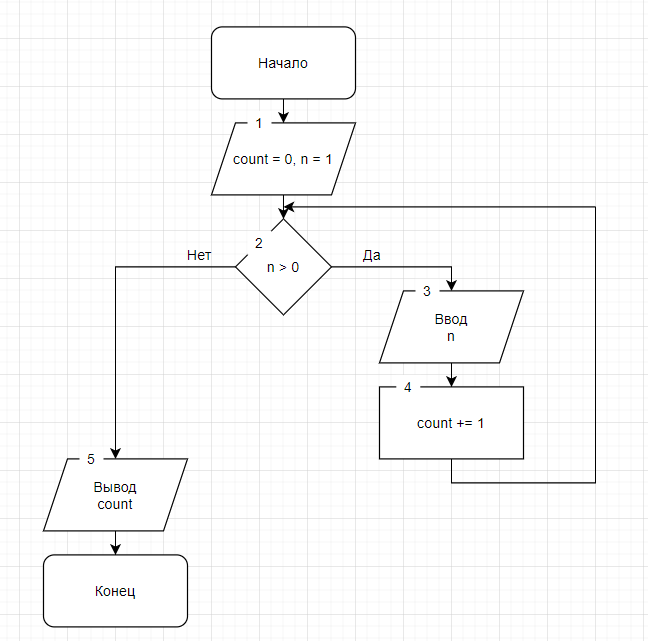 Начало
1
count = 0, n = 1
2
n > 0
Нет
Да
3
Ввод
n
4
count += 1
5
Вывод
count
Конец